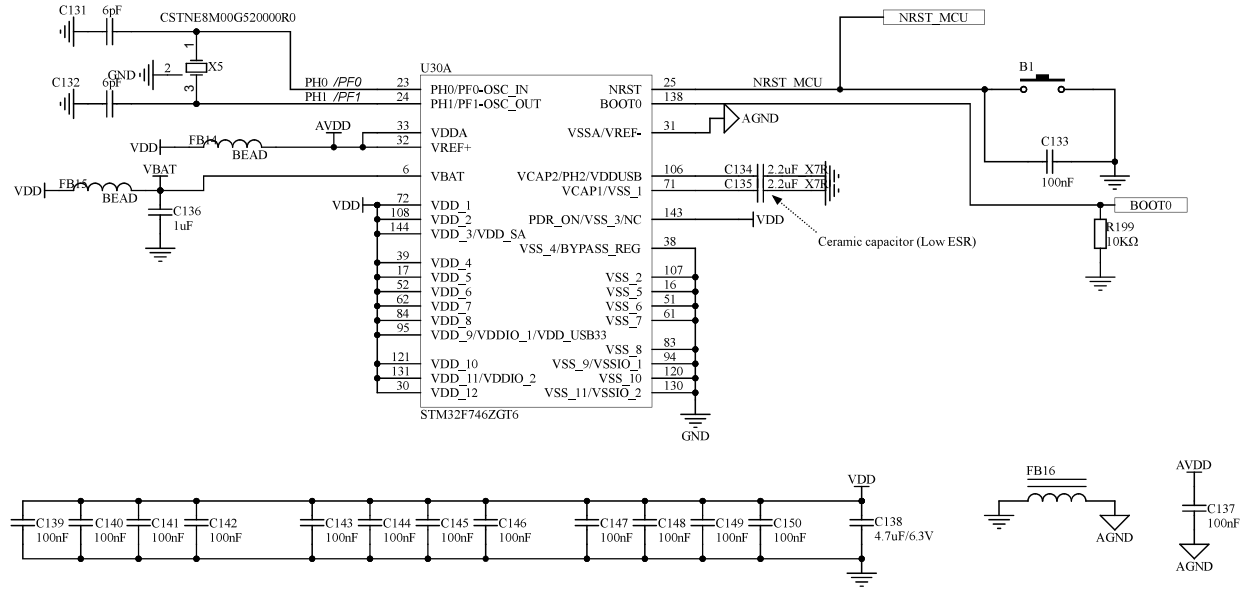 C131
6pF
CSTNE8M00G520000R0
NRST_MCU
1
GND
2
X5
C132
6pF
3
PH0 /PF0
PH1 /PF1
U30A
23
PH0/PF0-OSC_IN
24
PH1/PF1-OSC_OUT
25
NRST
NRST_MCU
138
BOOT0
B1
AVDD
33
VDDA
32
VREF+
31
VSSA/VREF-
AGND
VDD
FB14
BEAD
C133
100nF
VDD
FB15
BEAD
VBAT
6
VBAT
106
VCAP2/PH2/VDDUSB
C134
2.2uF X7R
71
VCAP1/VSS_1
C135
2.2uF X7R
C136
1uF
VDD
72
VDD_1
108
VDD_2
144
VDD_3/VDD_SA
143
PDR_ON/VSS_3/NC
VDD
38
VSS_4/BYPASS_REG
Ceramic capacitor (Low ESR)
BOOT0
R199
10KΩ
39
VDD_4
17
VDD_5
52
VDD_6
62
VDD_7
84
VDD_8
95
VDD_9/VDDIO_1/VDD_USB33
121
VDD_10
131
VDD_11/VDDIO_2
30
VDD_12
107
VSS_2
16
VSS_5
51
VSS_6
61
VSS_7
83
VSS_8
94
VSS_9/VSSIO_1
120
VSS_10
130
VSS_11/VSSIO_2
STM32F746ZGT6
GND
VDD
C139
100nF
C140
100nF
C141
100nF
C142
100nF
C143
100nF
C144
100nF
C145
100nF
C146
100nF
C147
100nF
C148
100nF
C149
100nF
C150
100nF
C138
4.7uF/6.3V
FB16
AGND
AVDD
C137
100nF
AGND